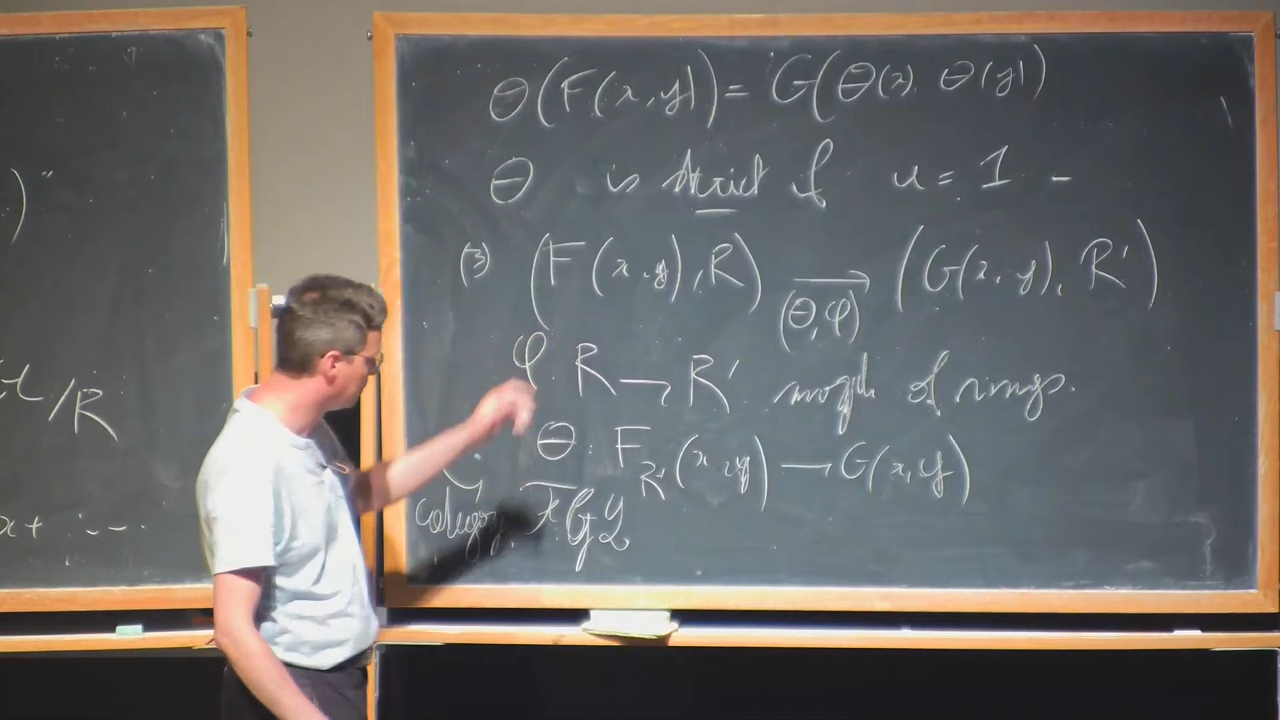 )"
/R
x + ...
Θ(F(x,y)) = G(Θ(x), Θ(y))
Θ is strict if u = 1 -
(3) (F(x,y), R) ⟶ (G(x,y), R')
(Θ,φ)
φ: R → R' morph of rings.
Θ: F_R'(x,y) → G(x,y)
category FGL